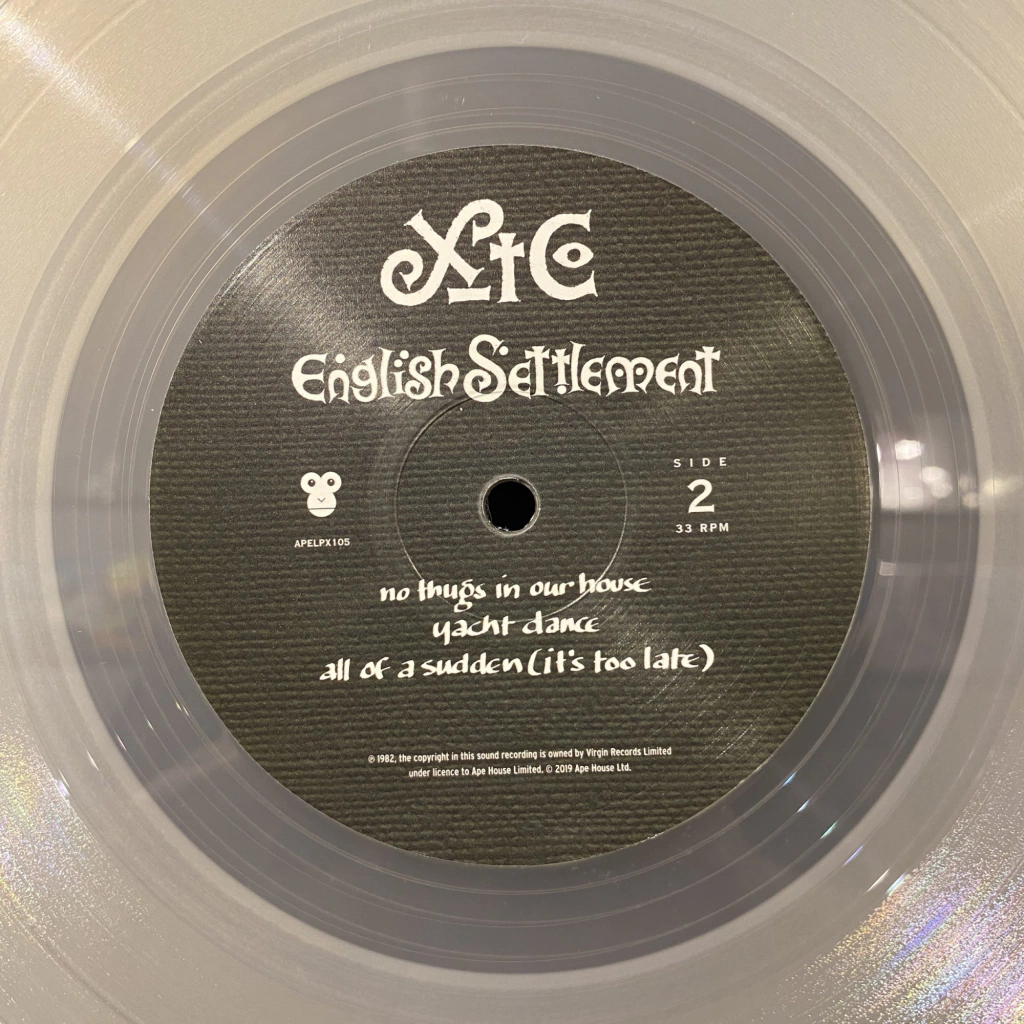 XTC
English Settlement
SIDE
2
33 RPM
APELPX105
no thugs in our house
yacht dance
all of a sudden (it's too late)
℗ 1982, the copyright in this sound recording is owned by Virgin Records Limited
under licence to Ape House Limited. © 2019 Ape House Ltd.